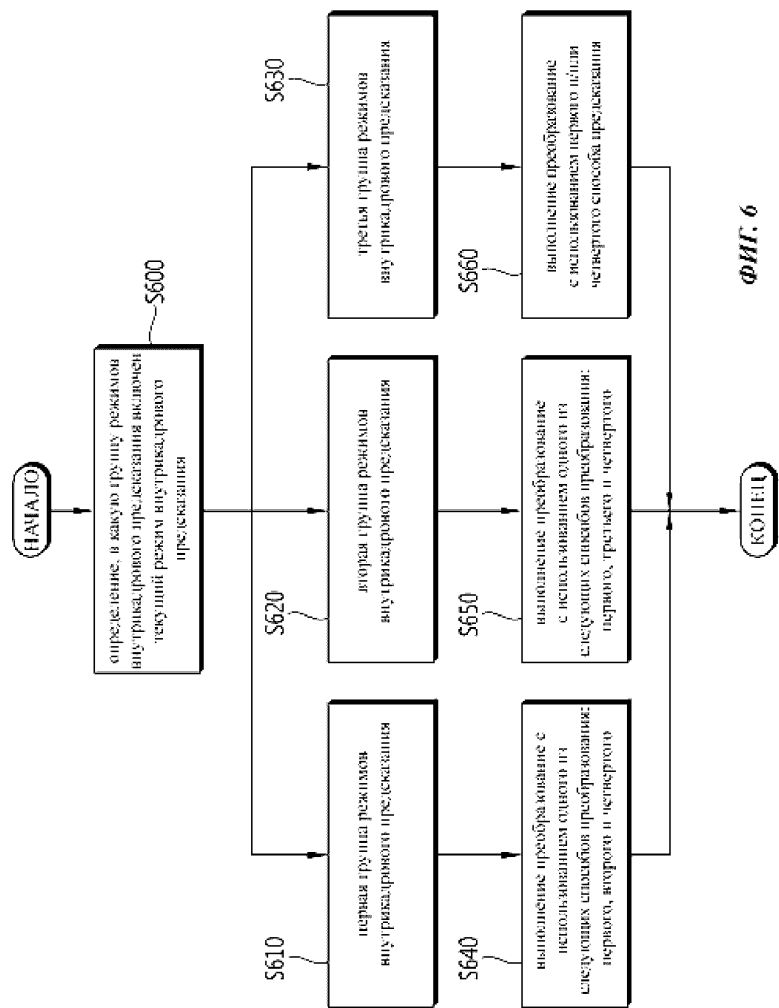 НАЧАЛО
S600
определение, в какую группу режимов
внутрикадрового предсказания включен
текущий режим внутрикадрового
предсказания
S610
первая группа режимов
внутрикадрового предсказания
S620
вторая группа режимов
внутрикадрового предсказания
S630
третья группа режимов
внутрикадрового предсказания
S640
выполнение преобразование с
использованием одного из
следующих способов преобразования:
первого, второго и четвертого
S650
выполнение преобразование
с использованием одного из
следующих способов преобразования:
первого, третьего и четвертого
S660
выполнение преобразование
с использованием первого и/или
четвертого способа предсказания
КОНЕЦ
ФИГ. 6